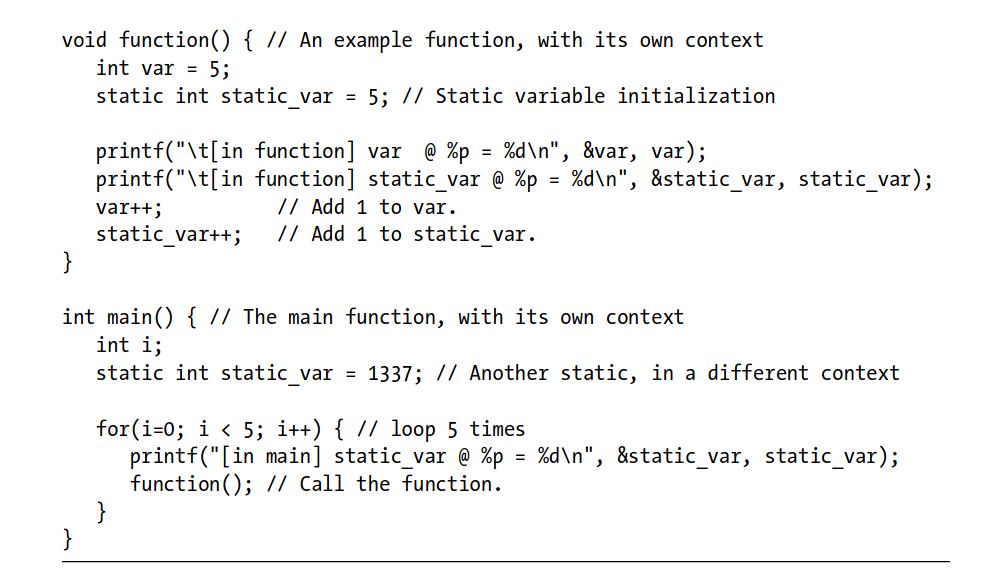 void function() { // An example function, with its own context
   int var = 5;
   static int static_var = 5; // Static variable initialization

   printf("\t[in function] var  @ %p = %d\n", &var, var);
   printf("\t[in function] static_var @ %p = %d\n", &static_var, static_var);
   var++;          // Add 1 to var.
   static_var++;   // Add 1 to static_var.
}

int main() { // The main function, with its own context
   int i;
   static int static_var = 1337; // Another static, in a different context

   for(i=0; i < 5; i++) { // loop 5 times
      printf("[in main] static_var @ %p = %d\n", &static_var, static_var);
      function(); // Call the function.
   }
}